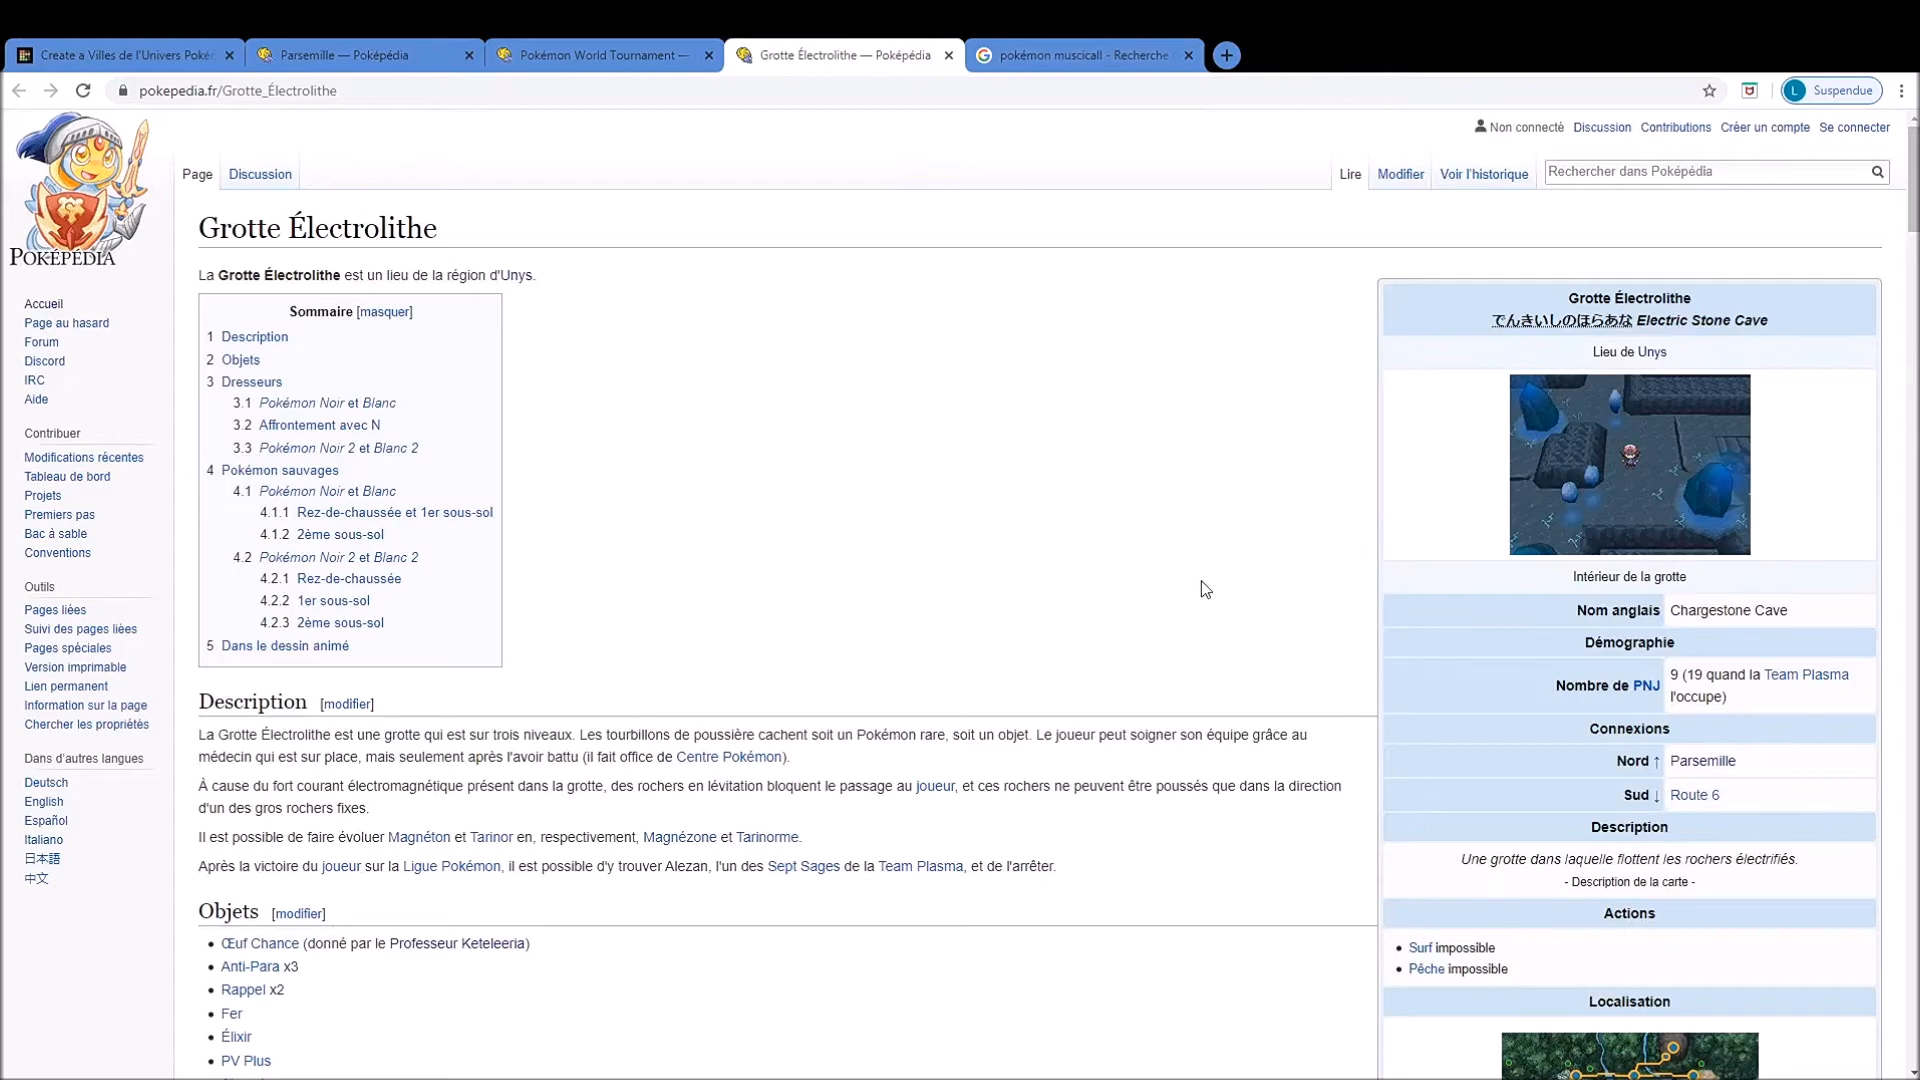 Create a Villes de l'Univers Poké
Parsemille — Poképédia
Pokémon World Tournament —
Grotte Électrolithe — Poképédia
pokémon muscicall - Recherche
pokepedia.fr/Grotte_Électrolithe
L Suspendue
Non connecté Discussion Contributions Créer un compte Se connecter
POKÉPÉDIA
Page Discussion
Lire Modifier Voir l'historique
Rechercher dans Poképédia
Accueil
Page au hasard
Forum
Discord
IRC
Aide
Contribuer
Modifications récentes
Tableau de bord
Projets
Premiers pas
Bac à sable
Conventions
Outils
Pages liées
Suivi des pages liées
Pages spéciales
Version imprimable
Lien permanent
Information sur la page
Chercher les propriétés
Dans d'autres langues
Deutsch
English
Español
Italiano
日本語
中文
Grotte Électrolithe
La Grotte Électrolithe est un lieu de la région d'Unys.
Sommaire [masquer]
1 Description
2 Objets
3 Dresseurs
3.1 Pokémon Noir et Blanc
3.2 Affrontement avec N
3.3 Pokémon Noir 2 et Blanc 2
4 Pokémon sauvages
4.1 Pokémon Noir et Blanc
4.1.1 Rez-de-chaussée et 1er sous-sol
4.1.2 2ème sous-sol
4.2 Pokémon Noir 2 et Blanc 2
4.2.1 Rez-de-chaussée
4.2.2 1er sous-sol
4.2.3 2ème sous-sol
5 Dans le dessin animé
Description [modifier]
La Grotte Électrolithe est une grotte qui est sur trois niveaux. Les tourbillons de poussière cachent soit un Pokémon rare, soit un objet. Le joueur peut soigner son équipe grâce au
médecin qui est sur place, mais seulement après l'avoir battu (il fait office de Centre Pokémon).
À cause du fort courant électromagnétique présent dans la grotte, des rochers en lévitation bloquent le passage au joueur, et ces rochers ne peuvent être poussés que dans la direction
d'un des gros rochers fixes.
Il est possible de faire évoluer Magnéton et Tarinor en, respectivement, Magnézone et Tarinorme.
Après la victoire du joueur sur la Ligue Pokémon, il est possible d'y trouver Alezan, l'un des Sept Sages de la Team Plasma, et de l'arrêter.
Objets [modifier]
• Œuf Chance (donné par le Professeur Keteleeria)
• Anti-Para x3
• Rappel x2
• Fer
• Élixir
• PV Plus
Grotte Électrolithe
でんきいしのほらあな Electric Stone Cave
Lieu de Unys
Intérieur de la grotte
Nom anglais Chargestone Cave
Démographie
Nombre de PNJ 9 (19 quand la Team Plasma
l'occupe)
Connexions
Nord ↑ Parsemille
Sud ↓ Route 6
Description
Une grotte dans laquelle flottent les rochers électrifiés.
- Description de la carte -
Actions
• Surf impossible
• Pêche impossible
Localisation